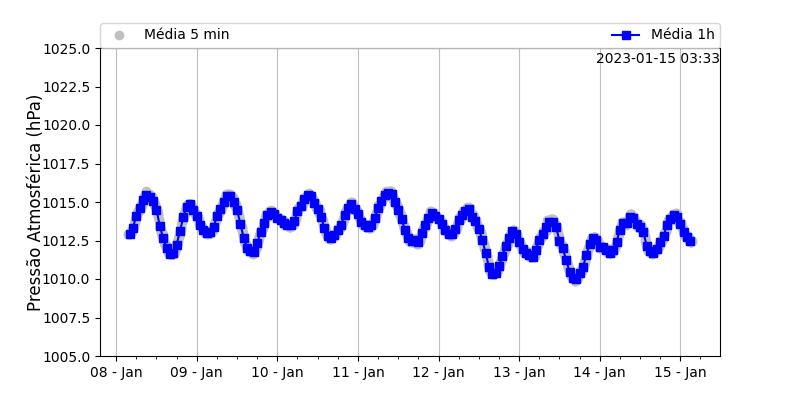 Média 5 min
Média 1h
2023-01-15 03:33
Pressão Atmosférica (hPa)
1025.0
1022.5
1020.0
1017.5
1015.0
1012.5
1010.0
1007.5
1005.0
08 - Jan
09 - Jan
10 - Jan
11 - Jan
12 - Jan
13 - Jan
14 - Jan
15 - Jan